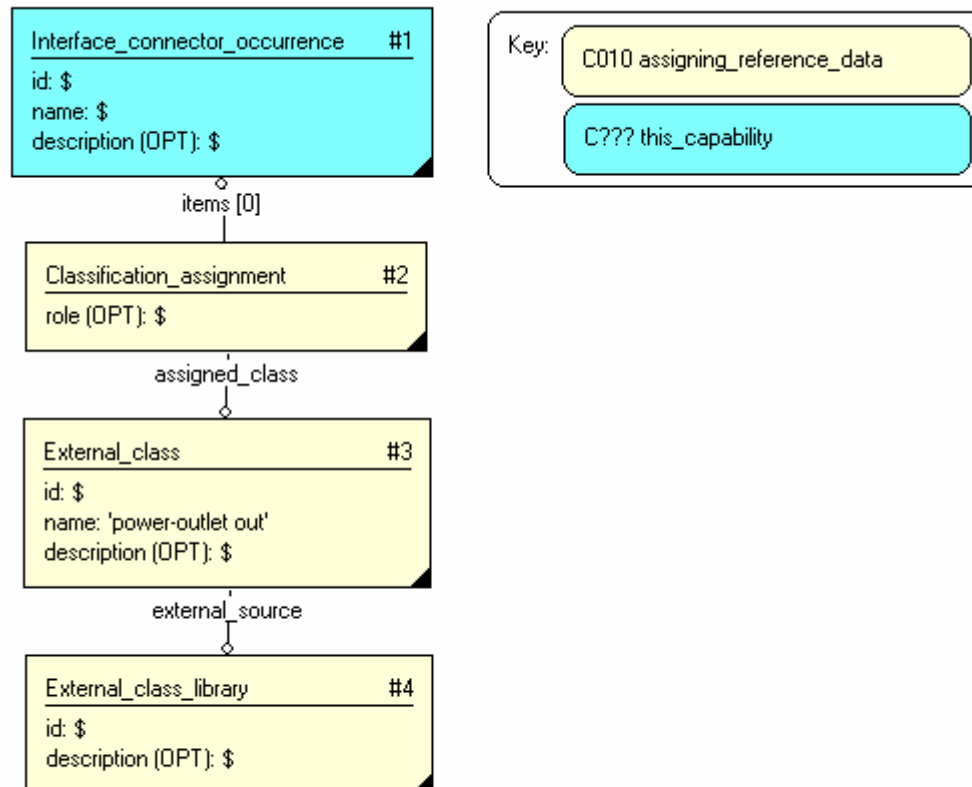 Interface_connector_occurrence #1
id: $
name: $
description (OPT): $
items [0]
Classification_assignment #2
role (OPT): $
assigned_class
External_class #3
id: $
name: 'power-outlet out'
description (OPT): $
external_source
External_class_library #4
id: $
description (OPT): $
Key:
C010 assigning_reference_data
C??? this_capability